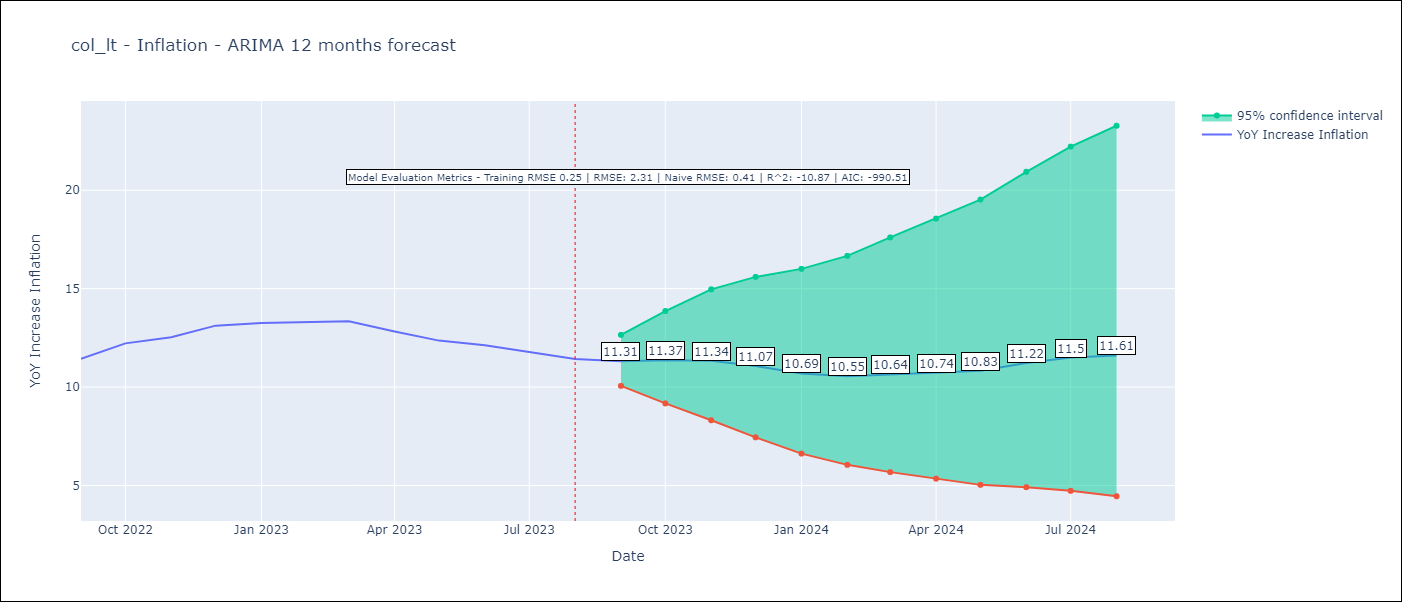 col_lt - Inflation - ARIMA 12 months forecast
95% confidence interval
YoY Increase Inflation
Model Evaluation Metrics - Training RMSE 0.25 | RMSE: 2.31 | Naive RMSE: 0.41 | R^2: -10.87 | AIC: -990.51
YoY Increase Inflation
20
15
10
5
11.31
11.37
11.34
11.07
10.69
10.55
10.64
10.74
10.83
11.22
11.5
11.61
Oct 2022
Jan 2023
Apr 2023
Jul 2023
Oct 2023
Jan 2024
Apr 2024
Jul 2024
Date